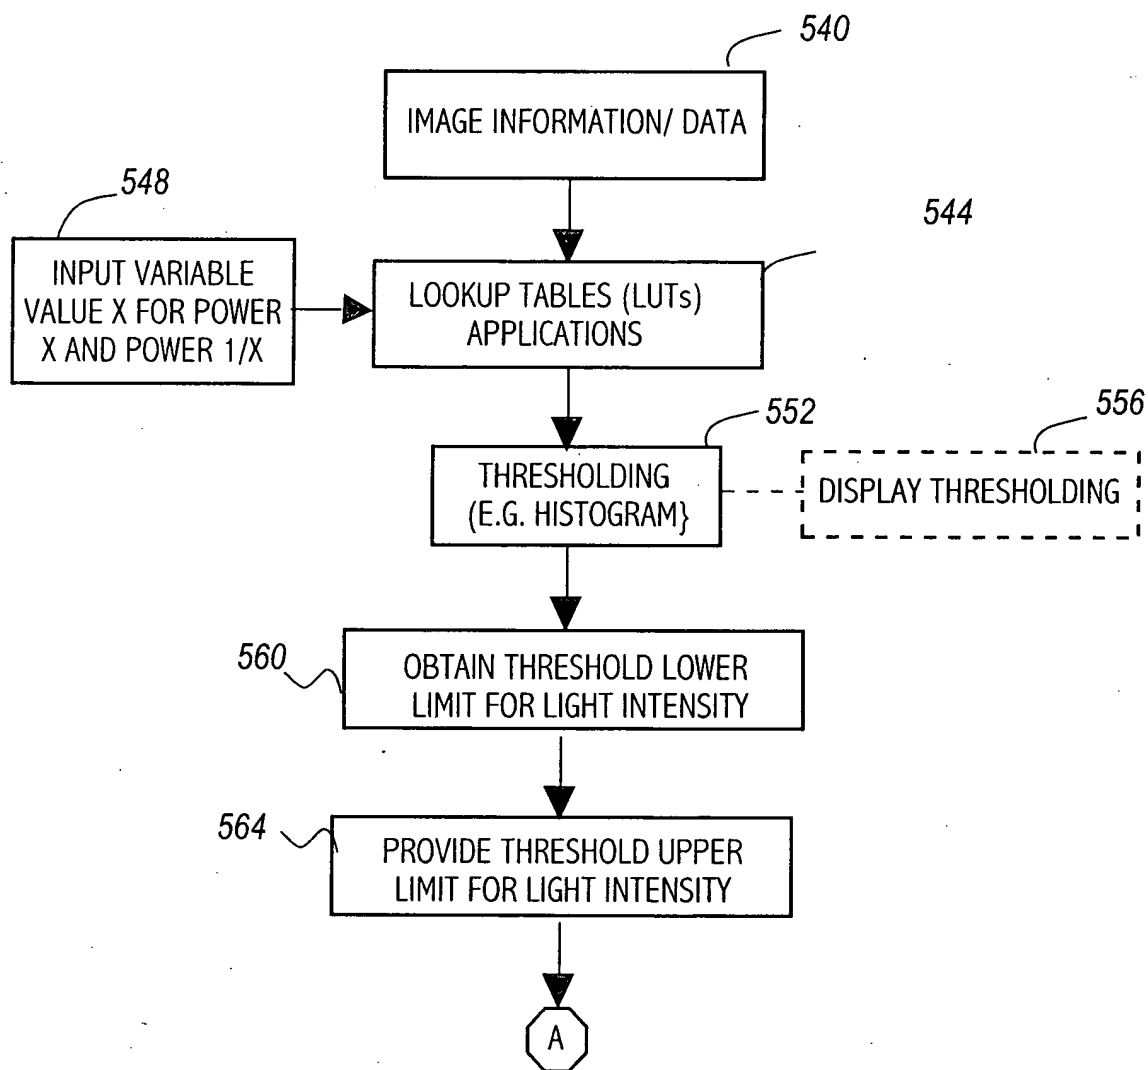 540
IMAGE INFORMATION/ DATA
548
544
INPUT VARIABLE
VALUE X FOR POWER
X AND POWER 1/X
LOOKUP TABLES (LUTs)
APPLICATIONS
552
556
THRESHOLDING
(E.G. HISTOGRAM}
DISPLAY THRESHOLDING
560
OBTAIN THRESHOLD LOWER
LIMIT FOR LIGHT INTENSITY
564
PROVIDE THRESHOLD UPPER
LIMIT FOR LIGHT INTENSITY
A